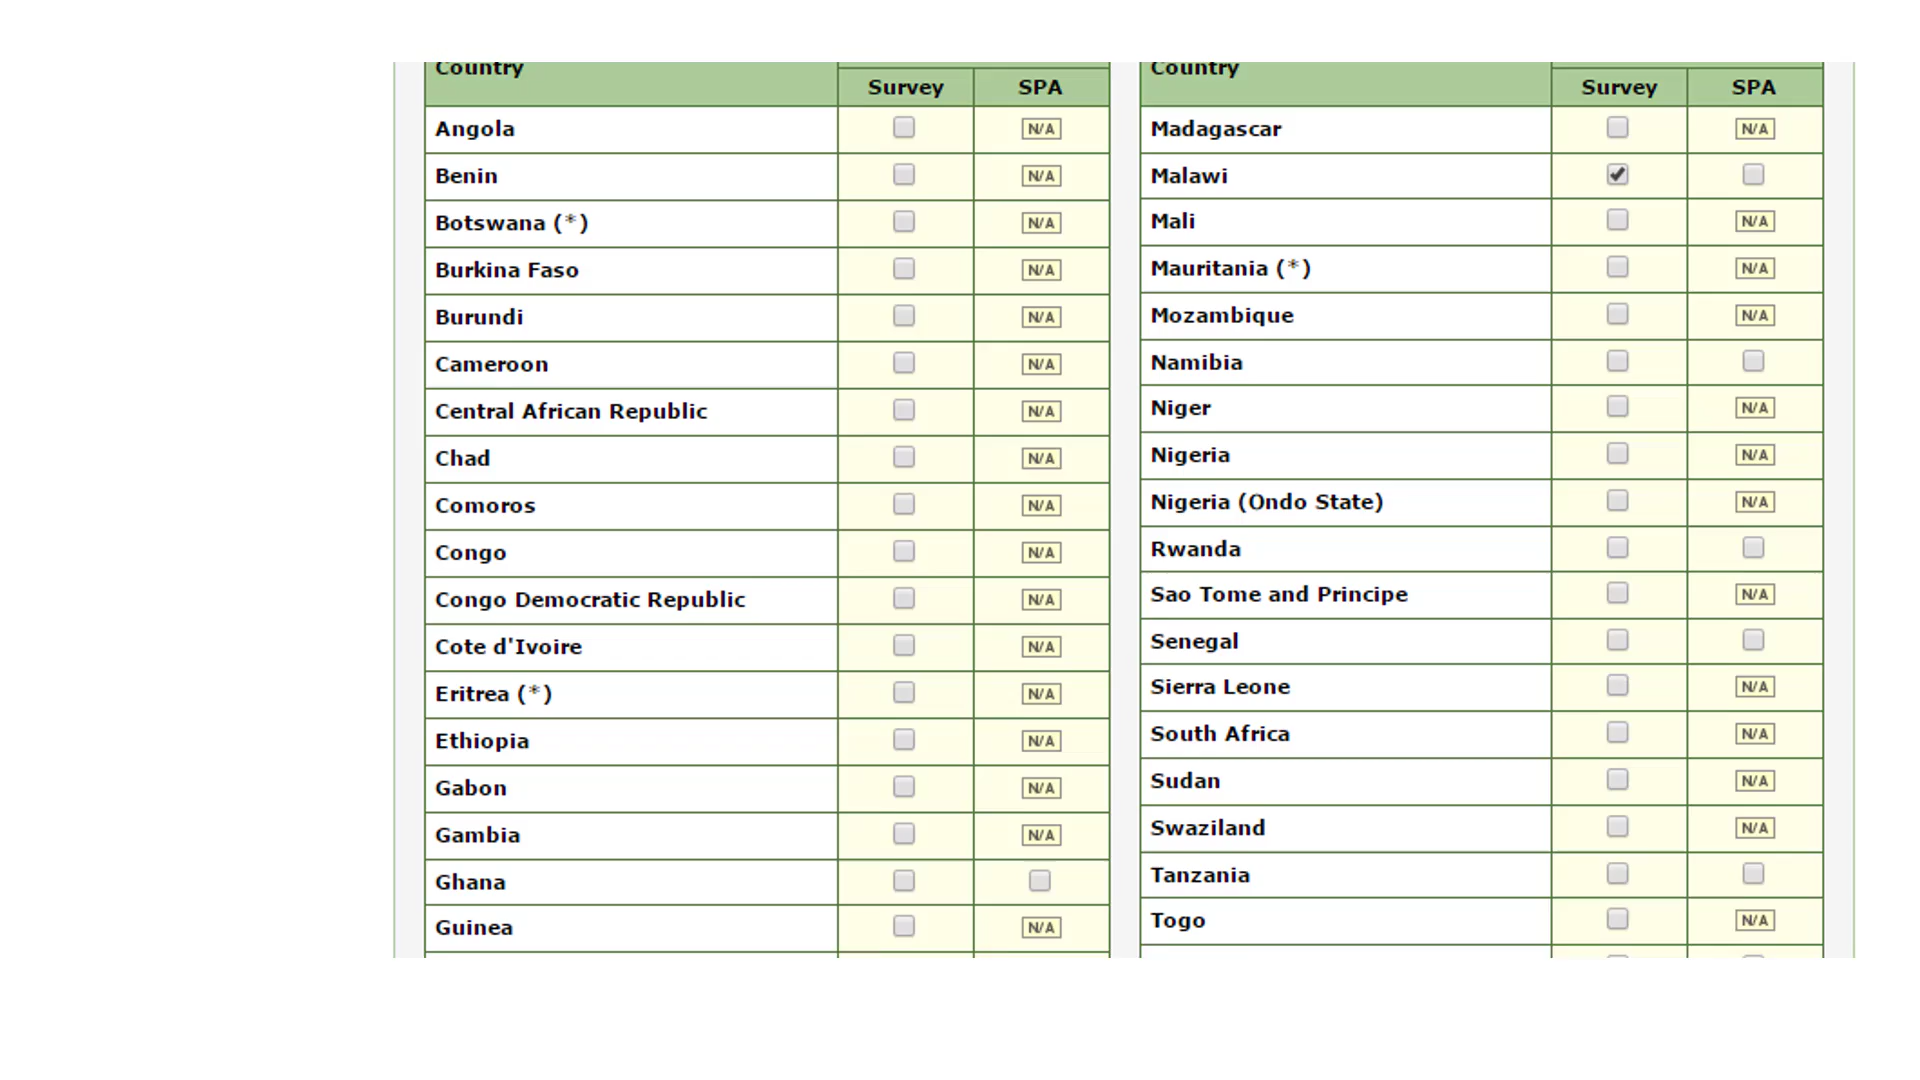 Country
Survey SPA
Angola N/A
Benin N/A
Botswana (*) N/A
Burkina Faso N/A
Burundi N/A
Cameroon N/A
Central African Republic N/A
Chad N/A
Comoros N/A
Congo N/A
Congo Democratic Republic N/A
Cote d'Ivoire N/A
Eritrea (*) N/A
Ethiopia N/A
Gabon N/A
Gambia N/A
Ghana
Guinea N/A
Country
Survey SPA
Madagascar N/A
Malawi
Mali N/A
Mauritania (*) N/A
Mozambique N/A
Namibia
Niger N/A
Nigeria N/A
Nigeria (Ondo State) N/A
Rwanda
Sao Tome and Principe N/A
Senegal
Sierra Leone N/A
South Africa N/A
Sudan N/A
Swaziland N/A
Tanzania
Togo N/A